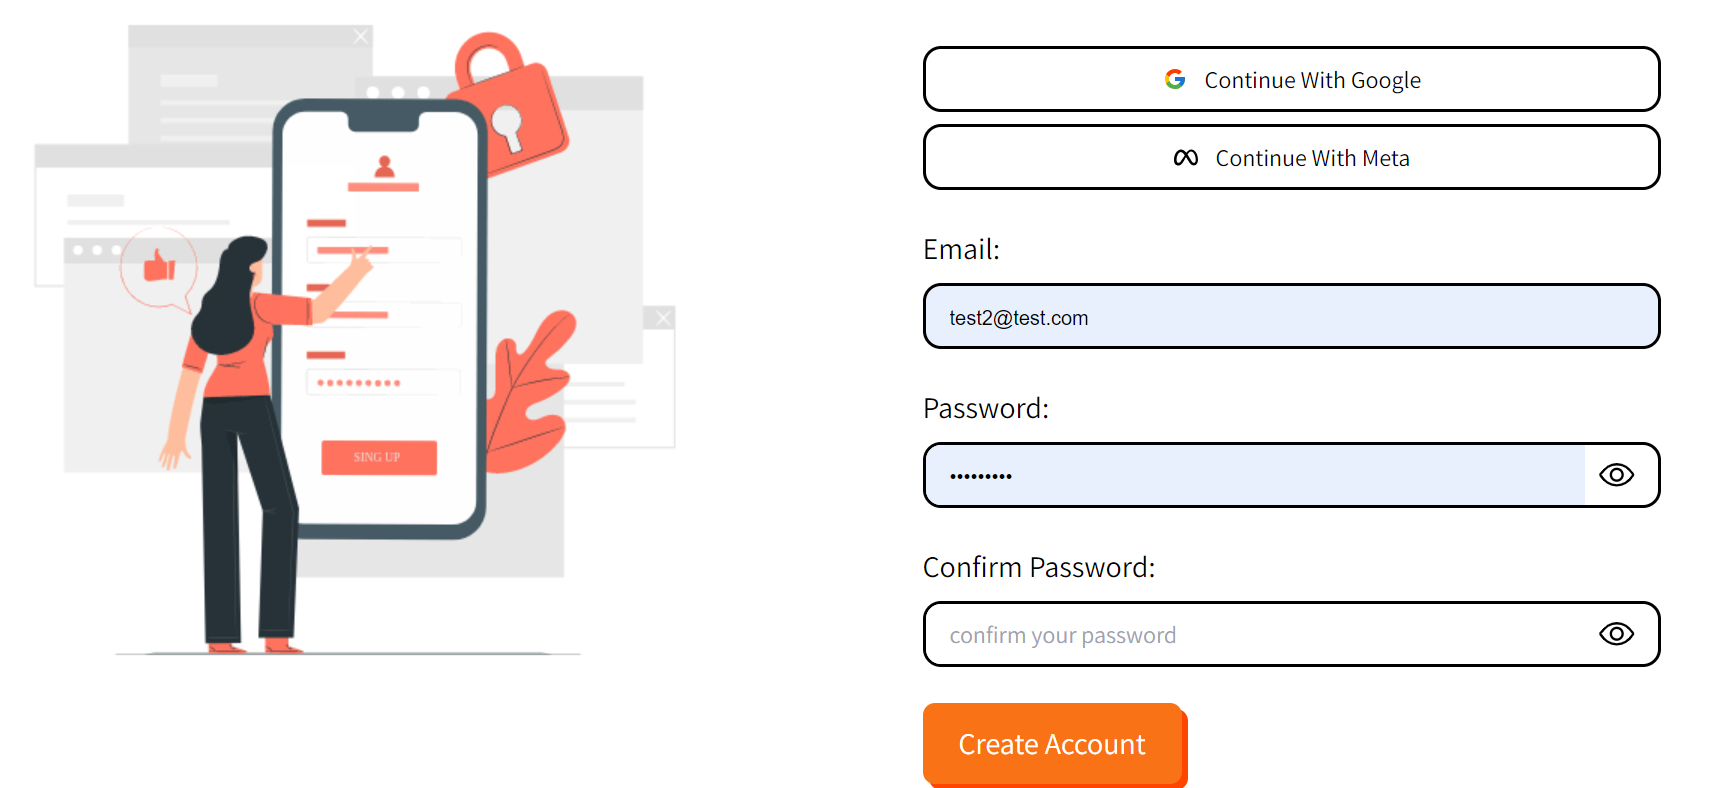 SING UP
Continue With Google
Continue With Meta
Email:
test2@test.com
Password:
•••••••••
Confirm Password:
confirm your password
Create Account